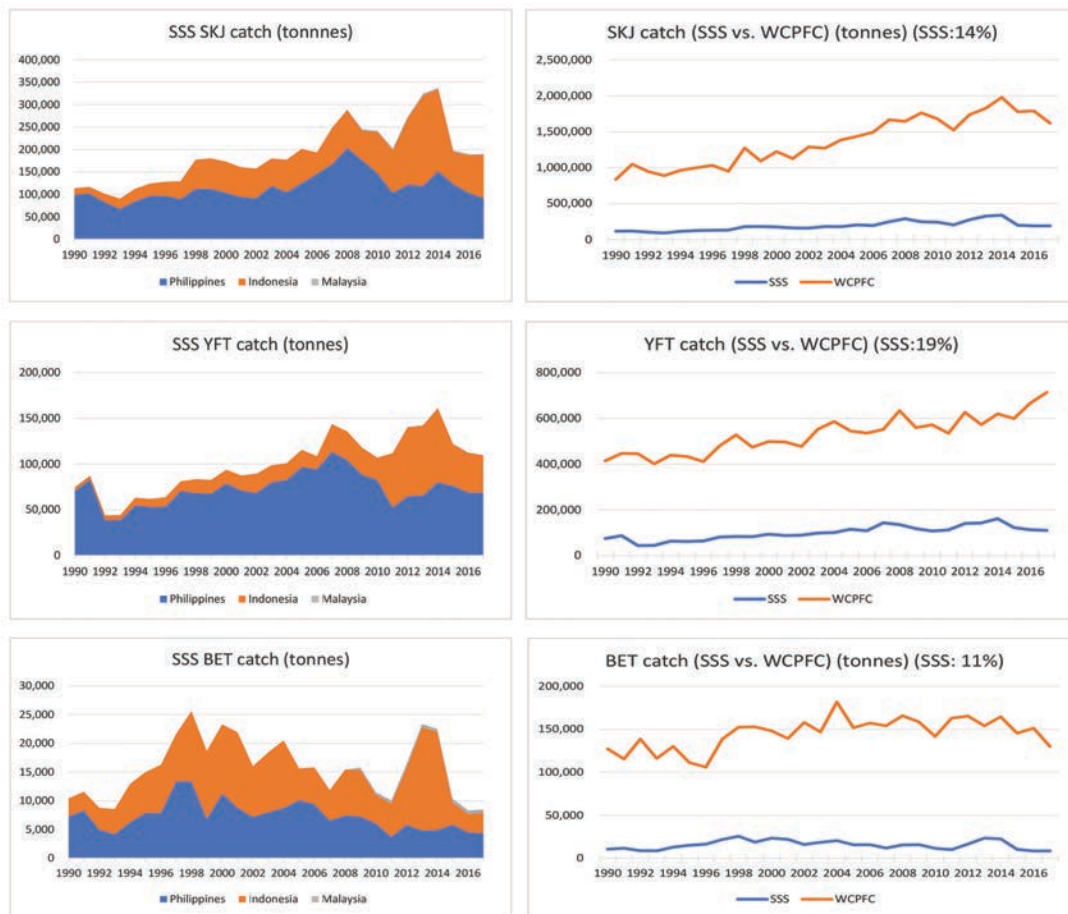 SSS SKJ catch (tonnnes)
400,000
350,000
300,000
250,000
200,000
150,000
100,000
50,000
0
1990 1992 1994 1996 1998 2000 2002 2004 2006 2008 2010 2012 2014 2016
Philippines Indonesia Malaysia
SKJ catch (SSS vs. WCPFC) (tonnes) (SSS:14%)
2,500,000
2,000,000
1,500,000
1,000,000
500,000
0
1990 1992 1994 1996 1998 2000 2002 2004 2006 2008 2010 2012 2014 2016
SSS WCPFC
SSS YFT catch (tonnes)
200,000
150,000
100,000
50,000
0
1990 1992 1994 1996 1998 2000 2002 2004 2006 2008 2010 2012 2014 2016
Philippines Indonesia Malaysia
YFT catch (SSS vs. WCPFC) (SSS:19%)
800,000
600,000
400,000
200,000
0
1990 1992 1994 1996 1998 2000 2002 2004 2006 2008 2010 2012 2014 2016
SSS WCPFC
SSS BET catch (tonnes)
30,000
25,000
20,000
15,000
10,000
5,000
0
1990 1992 1994 1996 1998 2000 2002 2004 2006 2008 2010 2012 2014 2016
Philippines Indonesia Malaysia
BET catch (SSS vs. WCPFC) (tonnes) (SSS: 11%)
200,000
150,000
100,000
50,000
0
1990 1992 1994 1996 1998 2000 2002 2004 2006 2008 2010 2012 2014 2016
SSS WCPFC